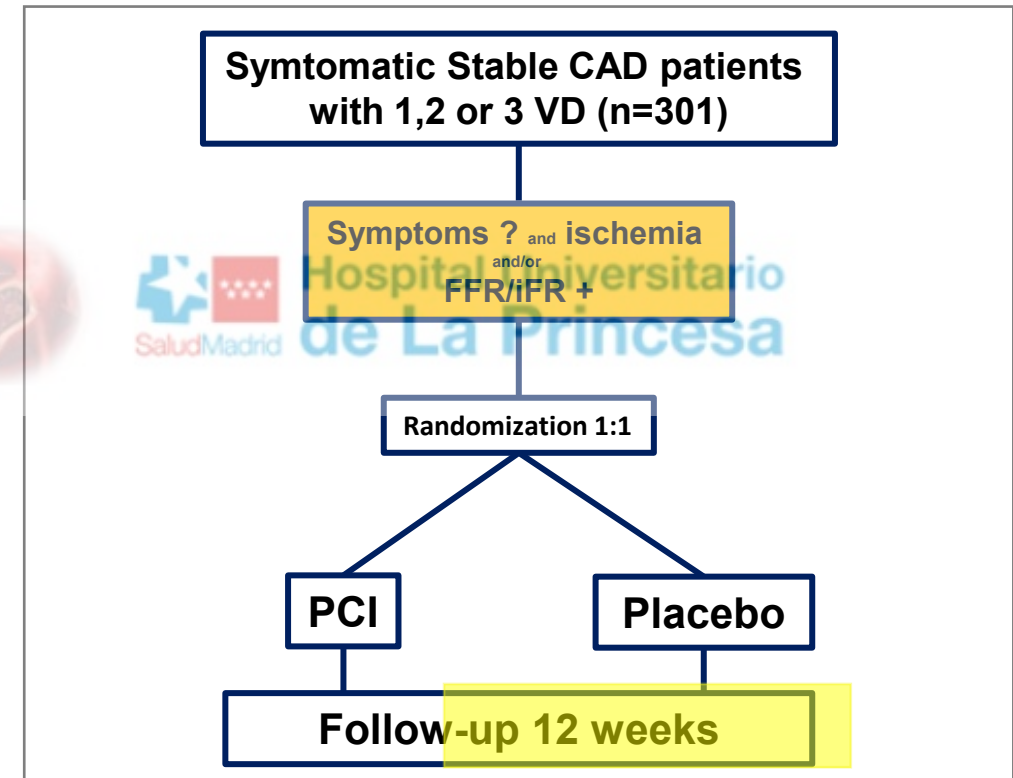 Symtomatic Stable CAD patients
with 1,2 or 3 VD (n=301)
Symptoms ? and ischemia
and/or
FFR/iFR +
Hospital Universitario
de La Princesa
SaludMadrid
Randomization 1:1
PCI
Placebo
Follow-up 12 weeks